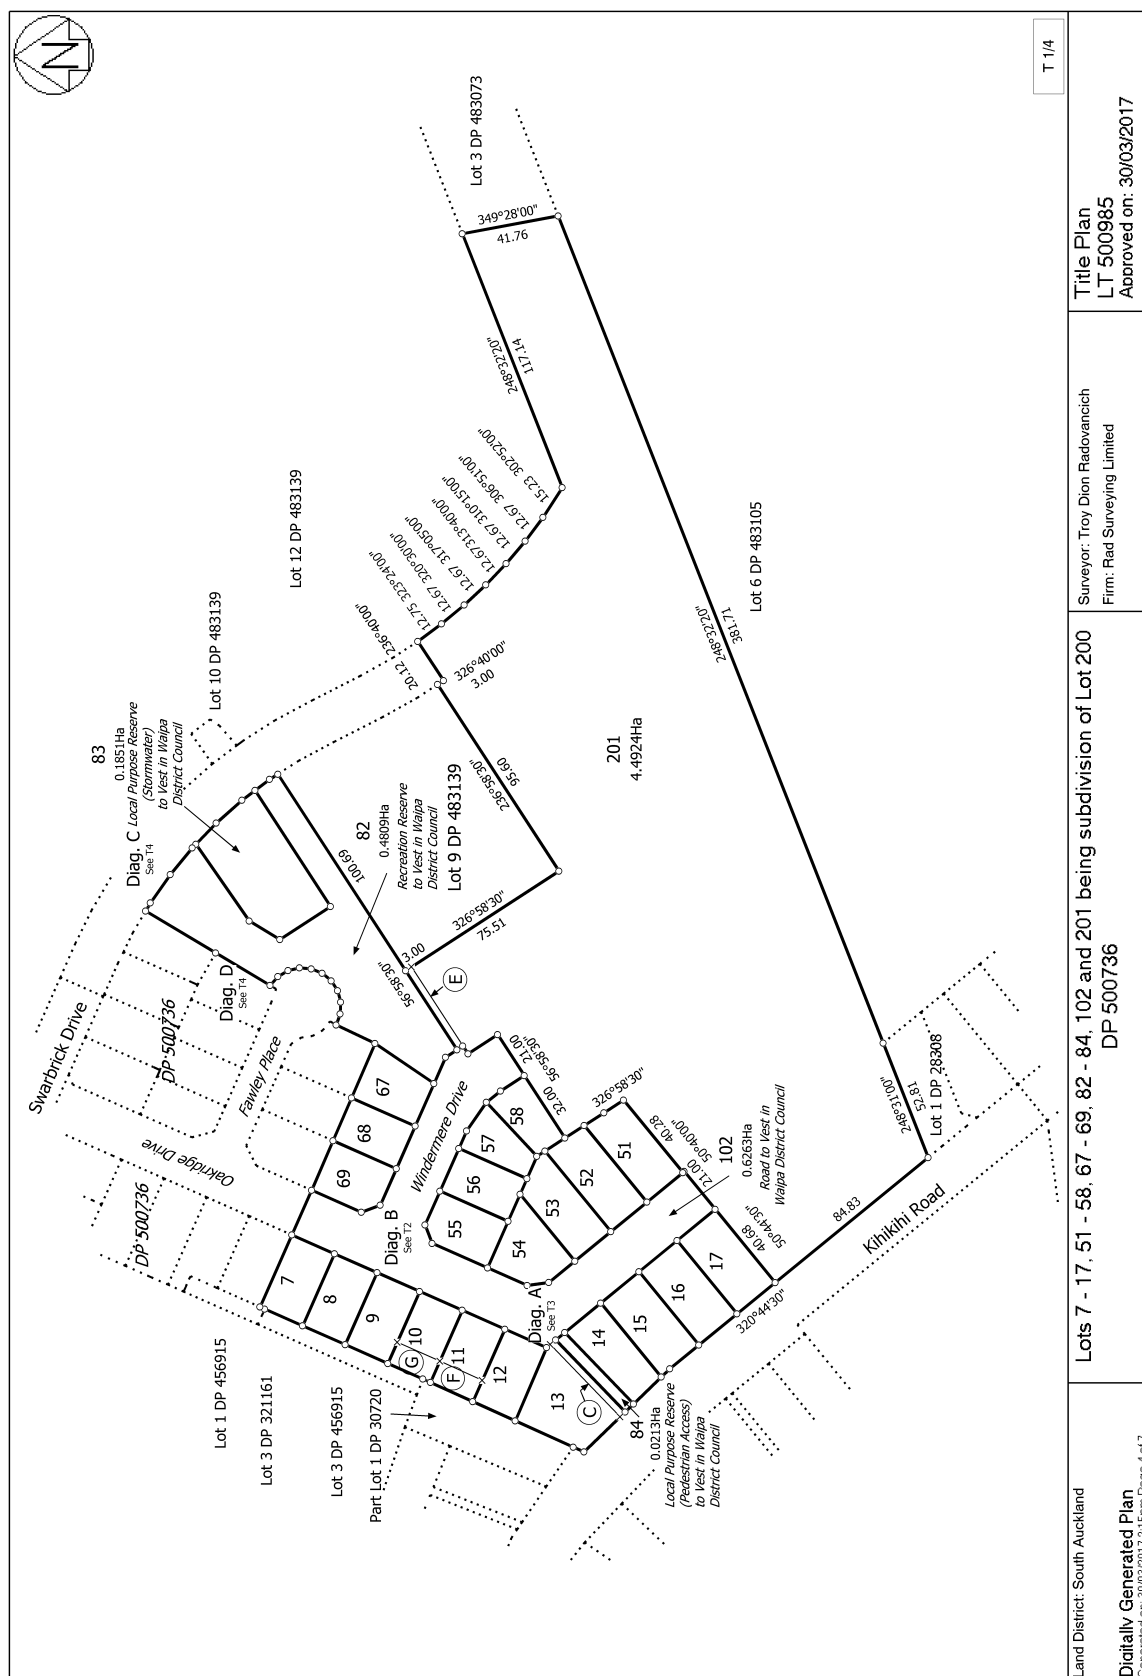 N
T 1/4
Lot 3 DP 483073
349°28'00"
41.76
248°32'20"
117.14
15.23 302°52'00"
12.67 306°51'00"
12.67 310°15'00"
12.67 313°40'00"
12.67 317°05'00"
12.67 320°30'00"
12.75 323°24'00"
236°40'00"
20.12
326°40'00"
3.00
Lot 12 DP 483139
Lot 10 DP 483139
Lot 6 DP 483105
248°32'20"
381.71
201
4.4924Ha
236°58'30"
95.60
326°58'30"
75.51
83
0.1851Ha
Local Purpose Reserve
(Stormwater)
to Vest in Waipa
District Council
Diag. C
See T4
82
0.4809Ha
Recreation Reserve
to Vest in Waipa
District Council
Lot 9 DP 483139
100.69
3.00
56°58'30"
E
Diag. D
See T4
Swarbrick Drive
DP 500736
Fawley Place
Oakridge Drive
DP 500736
Windermere Drive
67
68
69
Diag. B
See T2
21.00
56°58'30"
32.00
326°58'30"
40.28
50°40'00"
21.00
58
57
56
55
54
53
52
51
102
0.6263Ha
Road to Vest in
Waipa District Council
248°31'00"
52.81
Lot 1 DP 28308
84.83
Kihikihi Road
50°44'30"
40.68
320°44'30"
7
8
9
10
11
12
13
14
15
16
17
G
F
C
Diag. A
See T3
84
0.0213Ha
Local Purpose Reserve
(Pedestrian Access)
to Vest in Waipa
District Council
Lot 1 DP 456915
Lot 3 DP 321161
Lot 3 DP 456915
Part Lot 1 DP 30720
Land District: South Auckland
Digitally Generated Plan
Lots 7 - 17, 51 - 58, 67 - 69, 82 - 84, 102 and 201 being subdivision of Lot 200
DP 500736
Surveyor: Troy Dion Radovancich
Firm: Rad Surveying Limited
Title Plan
LT 500985
Approved on: 30/03/2017